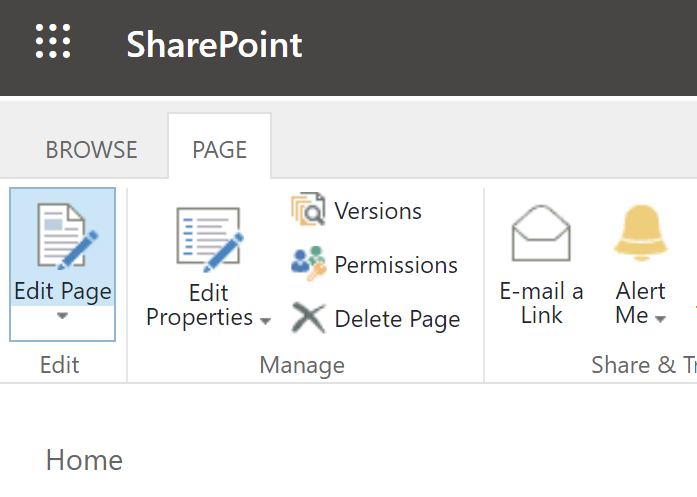 SharePoint
BROWSE
PAGE
Edit Page
Edit
Properties
Versions
Permissions
Delete Page
E-mail a
Link
Alert
Me
Edit
Manage
Share &
Home